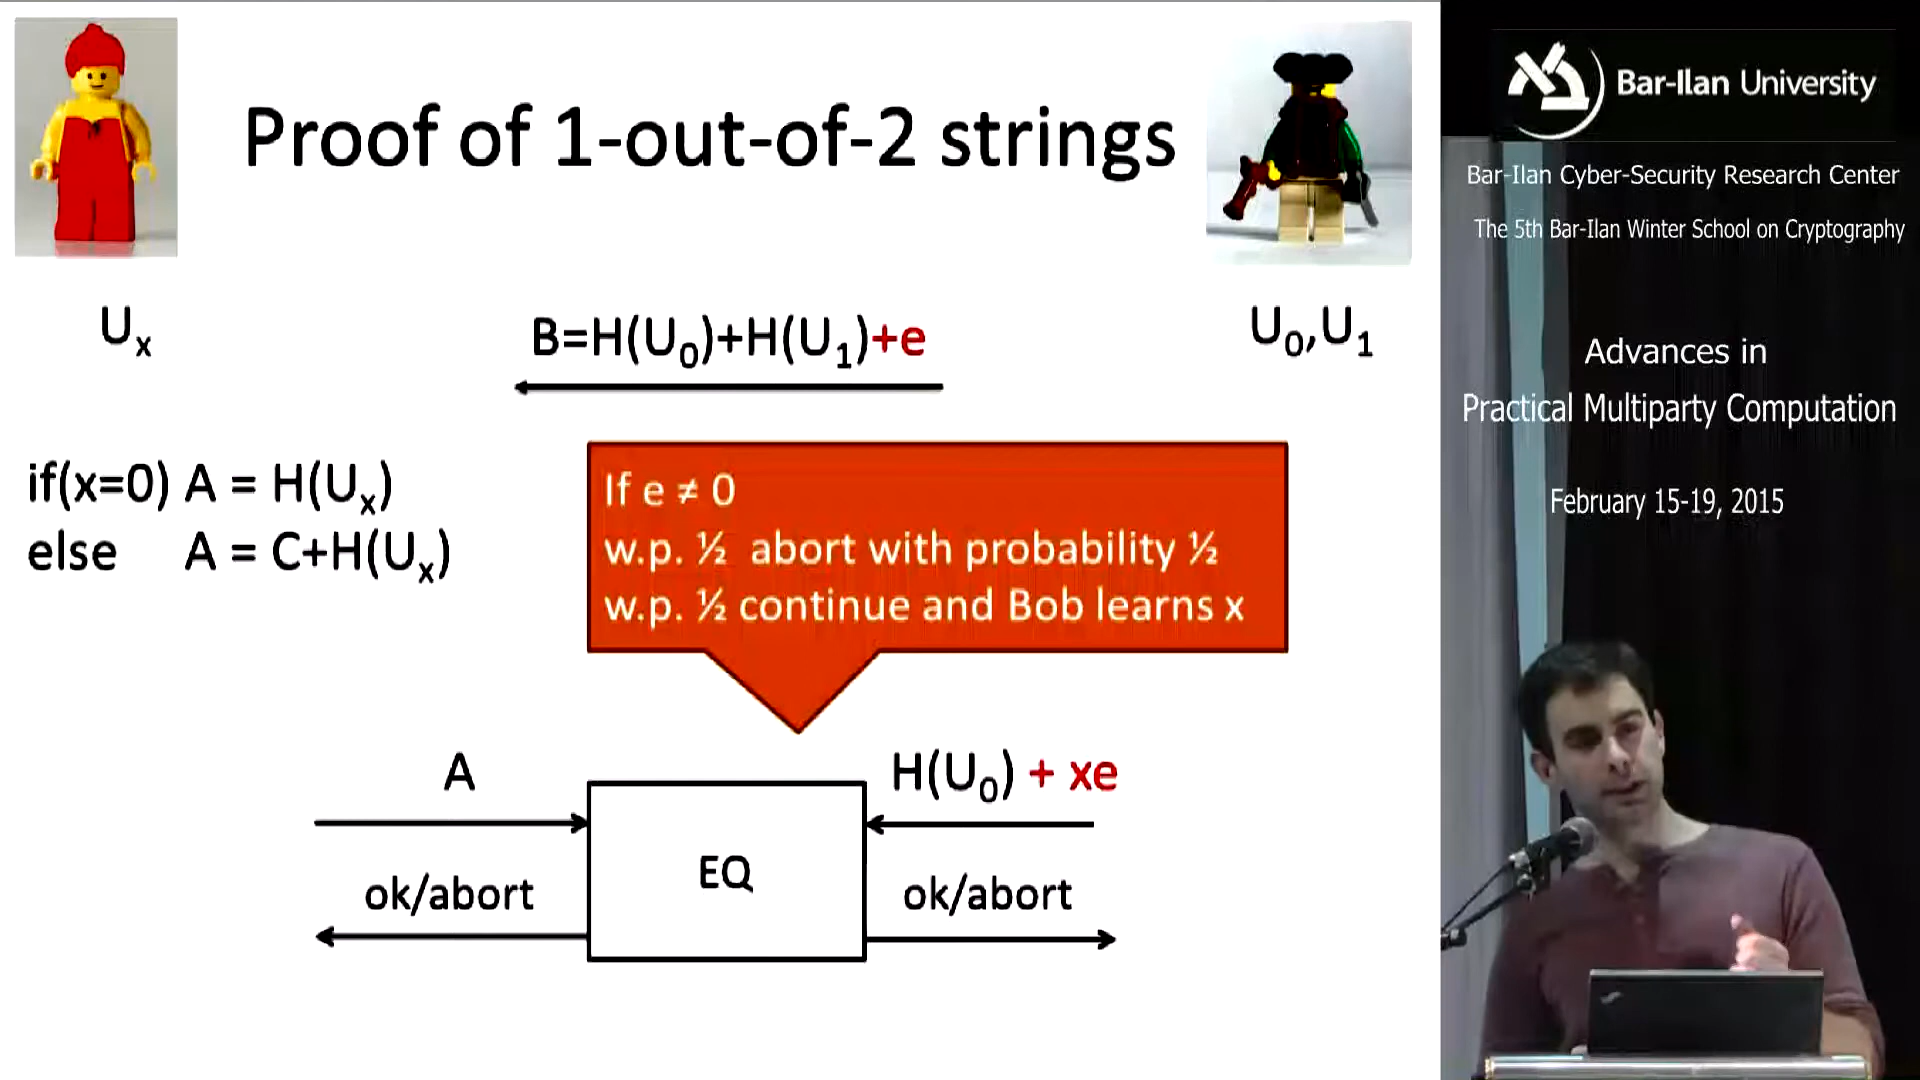 Proof of 1-out-of-2 strings
Uₓ
B=H(U₀)+H(U₁)+e
U₀,U₁
if(x=0) A = H(Uₓ)
else A = C+H(Uₓ)
If e ≠ 0
w.p. ½ abort with probability ½
w.p. ½ continue and Bob learns x
A
H(U₀) + xe
EQ
ok/abort
ok/abort
Bar-Ilan University
Bar-Ilan Cyber-Security Research Center
The 5th Bar-Ilan Winter School on Cryptography
Advances in
Practical Multiparty Computation
February 15-19, 2015